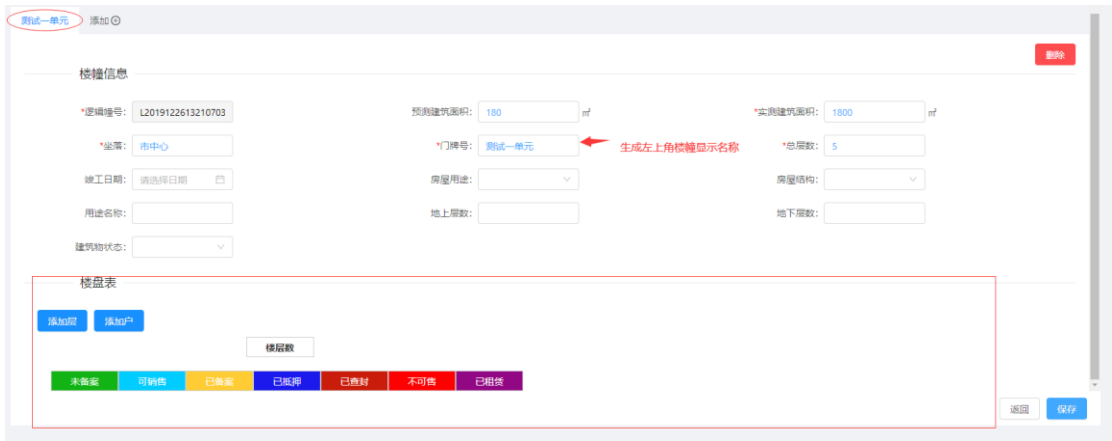 测试一单元 添加
删除
楼幢信息
*逻辑幢号: L2019122613210703 预测建筑面积: 180 ㎡ *实测建筑面积: 1800 ㎡
*坐落: 市中心 *门牌号: 测试一单元 生成左上角楼幢显示名称 *总层数: 5
竣工日期: 请选择日期 房屋用途: 房屋结构:
用途名称: 地上层数: 地下层数:
建筑物状态:
楼盘表
添加层 添加户
楼层数
未备案 可销售 已备案 已抵押 已查封 不可售 已租赁
返回 保存